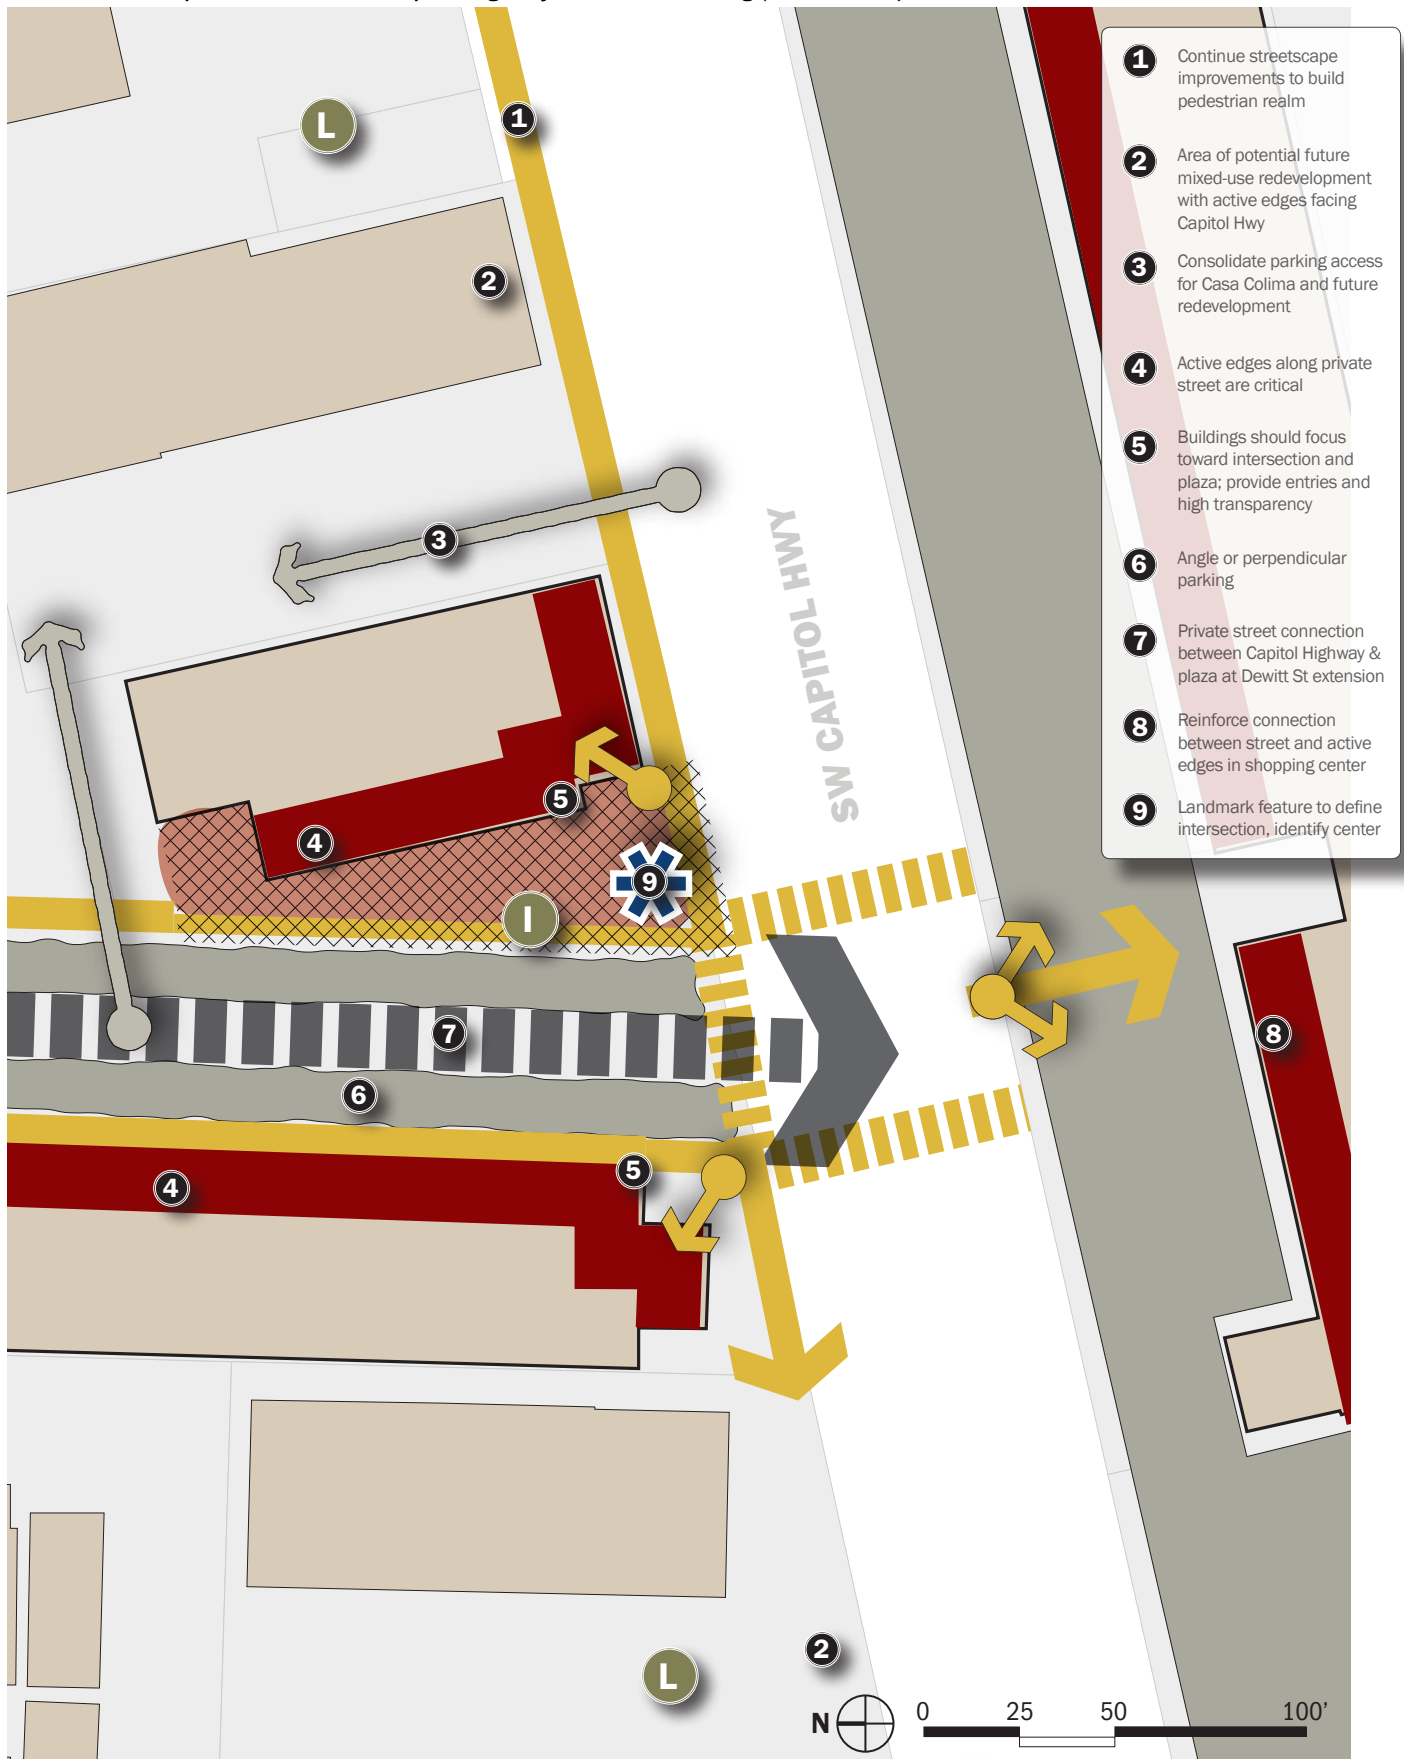 1 Continue streetscape
improvements to build
pedestrian realm
2 Area of potential future
mixed-use redevelopment
with active edges facing
Capitol Hwy
3 Consolidate parking access
for Casa Colima and future
redevelopment
4 Active edges along private
street are critical
5 Buildings should focus
toward intersection and
plaza; provide entries and
high transparency
6 Angle or perpendicular
parking
7 Private street connection
between Capitol Highway &
plaza at Dewitt St extension
8 Reinforce connection
between street and active
edges in shopping center
9 Landmark feature to define
intersection, identify center
L
1
2
3
SW CAPITOL HWY
5
4
9
I
7
8
6
5
4
2
L
N
0 25 50 100'